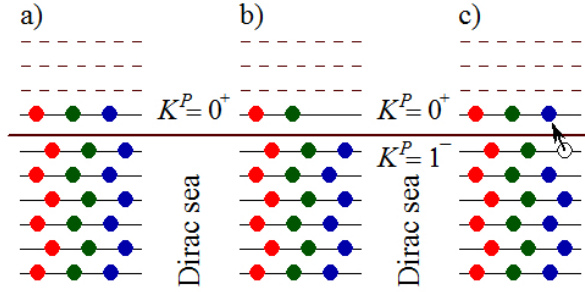 a)
b)
c)
K^P=0^+
K^P=0^+
K^P=1^-
Dirac sea
Dirac sea